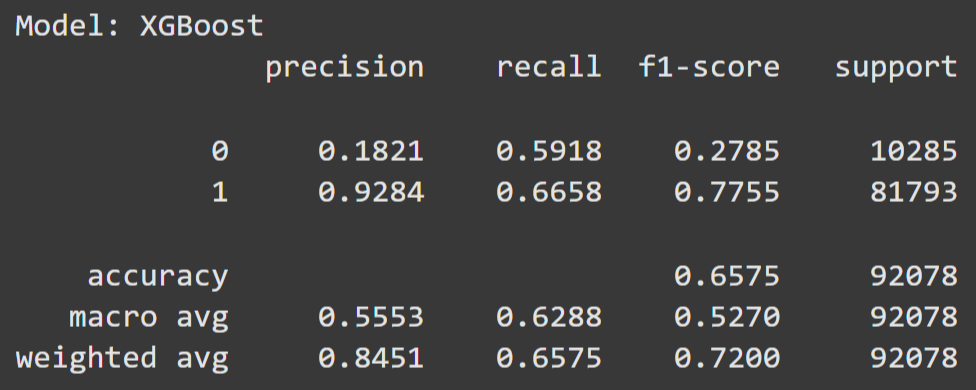 Model: XGBoost
precision recall f1-score support
0 0.1821 0.5918 0.2785 10285
1 0.9284 0.6658 0.7755 81793
accuracy 0.6575 92078
macro avg 0.5553 0.6288 0.5270 92078
weighted avg 0.8451 0.6575 0.7200 92078